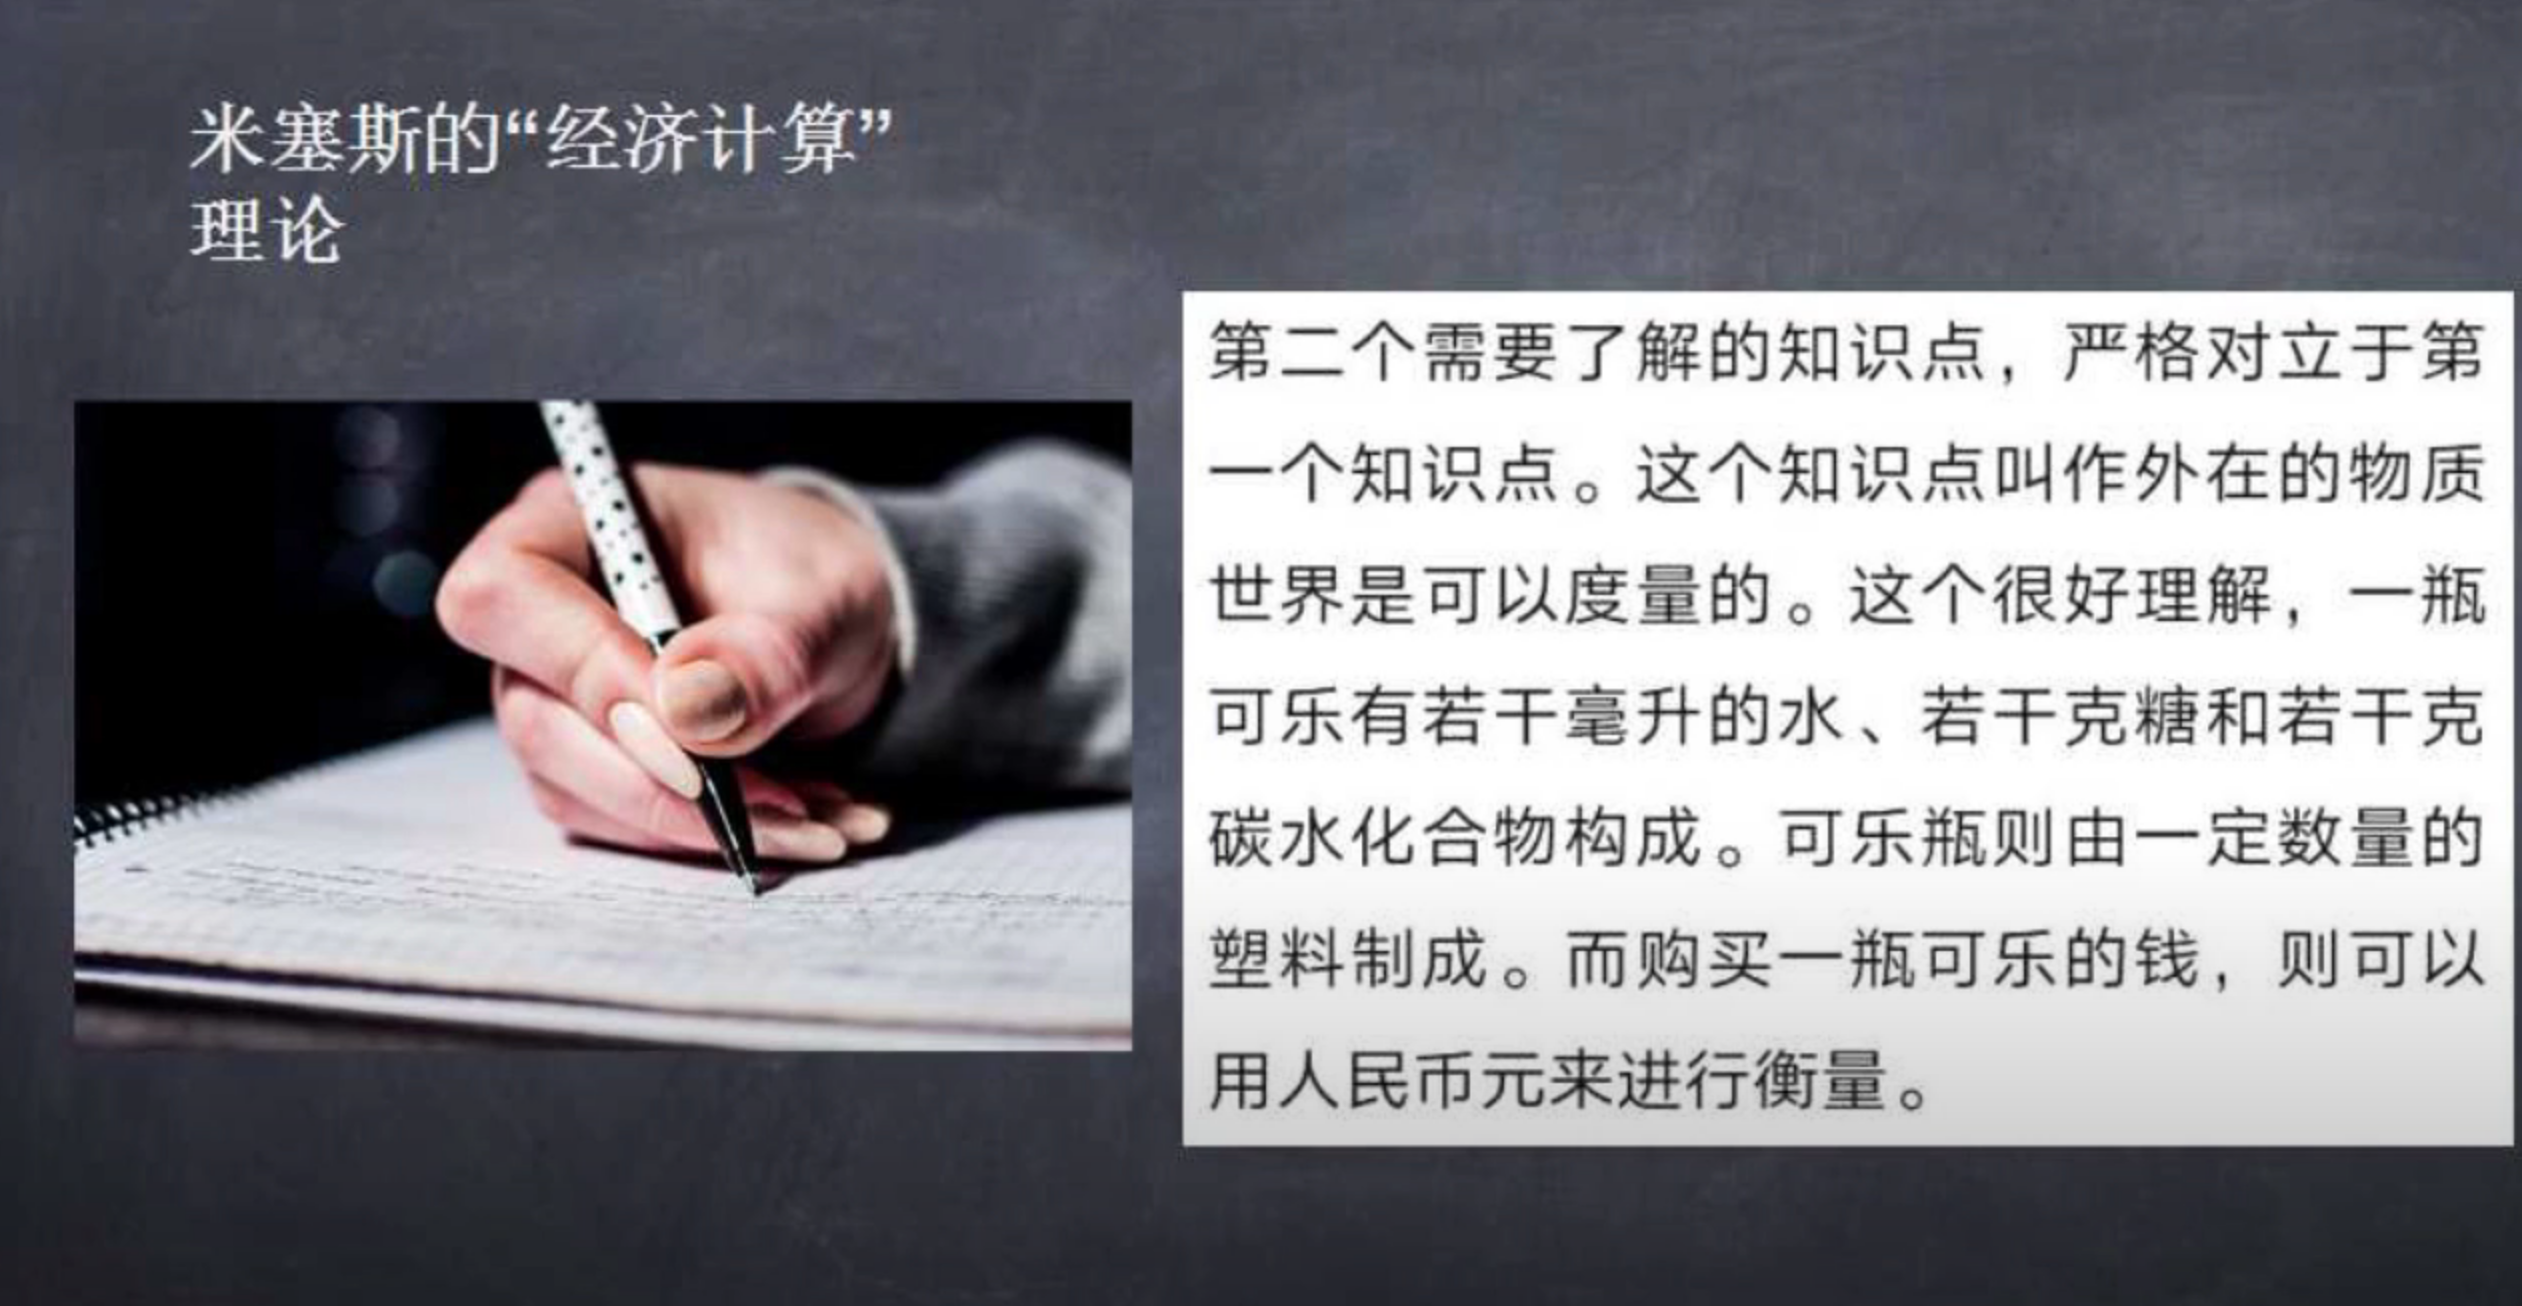 米塞斯的“经济计算”
理论
第二个需要了解的知识点，严格对立于第
一个知识点。这个知识点叫作外在的物质
世界是可以度量的。这个很好理解，一瓶
可乐有若干毫升的水、若干克糖和若干克
碳水化合物构成。可乐瓶则由一定数量的
塑料制成。而购买一瓶可乐的钱，则可以
用人民币元来进行衡量。